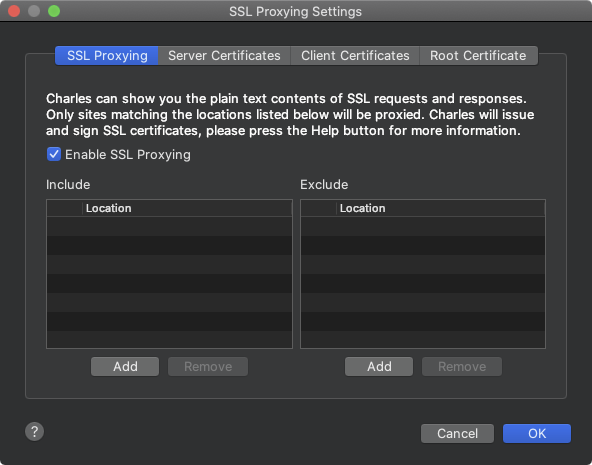 SSL Proxying Settings
SSL Proxying Server Certificates Client Certificates Root Certificate
Charles can show you the plain text contents of SSL requests and responses.
Only sites matching the locations listed below will be proxied. Charles will issue
and sign SSL certificates, please press the Help button for more information.
Enable SSL Proxying
Include Exclude
Location Location
Add Remove Add Remove
? Cancel OK